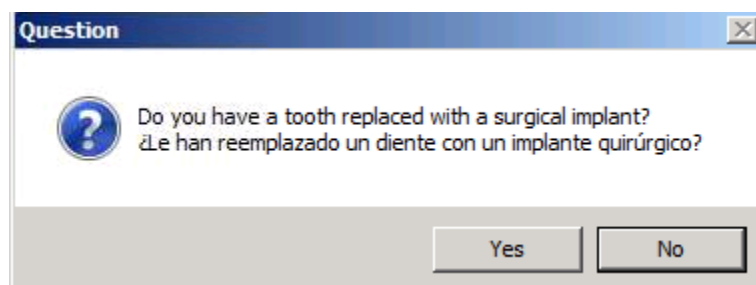 Question
Do you have a tooth replaced with a surgical implant?
¿Le han reemplazado un diente con un implante quirúrgico?
Yes
No